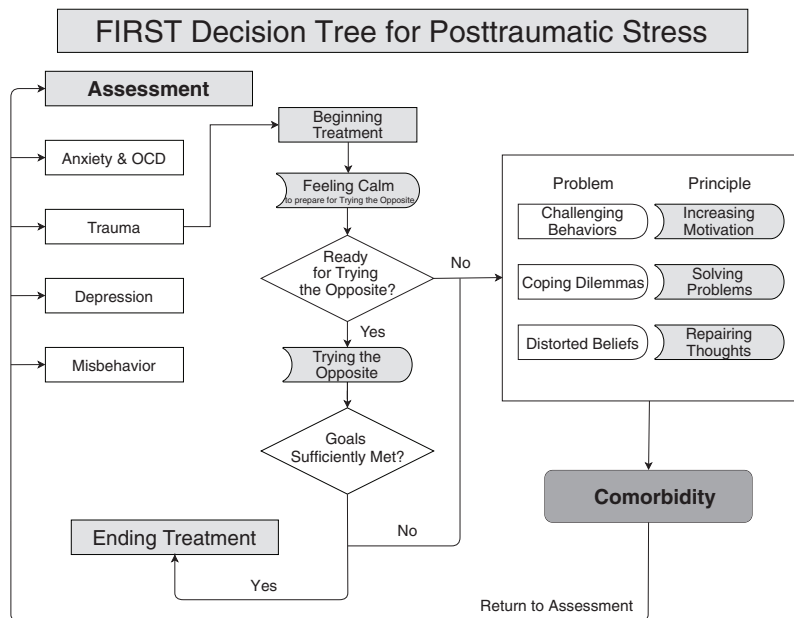 FIRST Decision Tree for Posttraumatic Stress
Assessment
Anxiety & OCD
Trauma
Depression
Misbehavior
Beginning
Treatment
Feeling Calm
to prepare for Trying the Opposite
Ready
for Trying
the Opposite?
No
Yes
Trying the
Opposite
Goals
Sufficiently Met?
No
Yes
Ending Treatment
Problem
Principle
Challenging
Behaviors
Increasing
Motivation
Coping Dilemmas
Solving
Problems
Distorted Beliefs
Repairing
Thoughts
Comorbidity
Return to Assessment